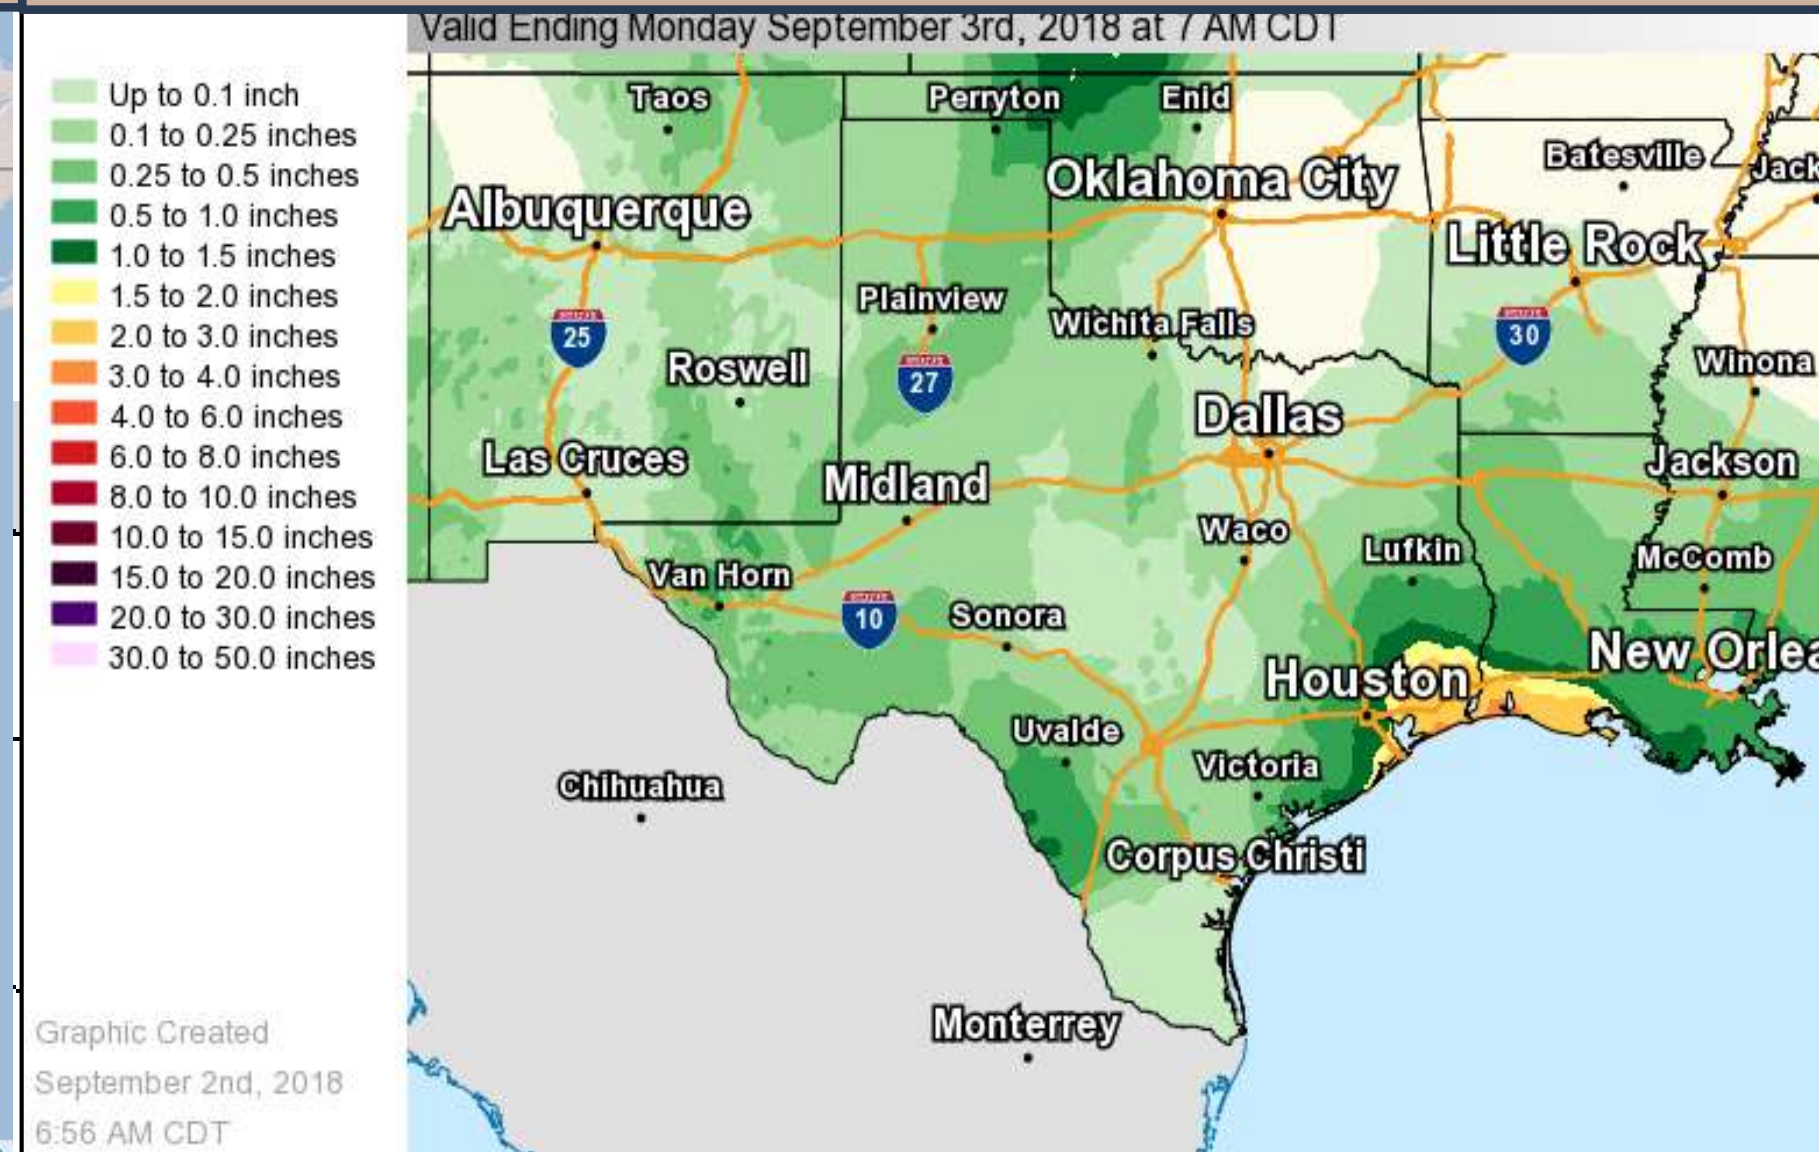 Valid Ending Monday September 3rd, 2018 at 7 AM CDT
Up to 0.1 inch
0.1 to 0.25 inches
0.25 to 0.5 inches
0.5 to 1.0 inches
1.0 to 1.5 inches
1.5 to 2.0 inches
2.0 to 3.0 inches
3.0 to 4.0 inches
4.0 to 6.0 inches
6.0 to 8.0 inches
8.0 to 10.0 inches
10.0 to 15.0 inches
15.0 to 20.0 inches
20.0 to 30.0 inches
30.0 to 50.0 inches
Graphic Created
September 2nd, 2018
6:56 AM CDT
Taos
Perryton
Enid
Batesville
Jack
Oklahoma City
Albuquerque
Little Rock
Plainview
Wichita Falls
25
30
Roswell
27
Winona
Dallas
Las Cruces
Midland
Jackson
Waco
Lufkin
McComb
Van Horn
10
Sonora
New Orlea
Houston
Uvalde
Victoria
Chihuahua
Corpus Christi
Monterrey